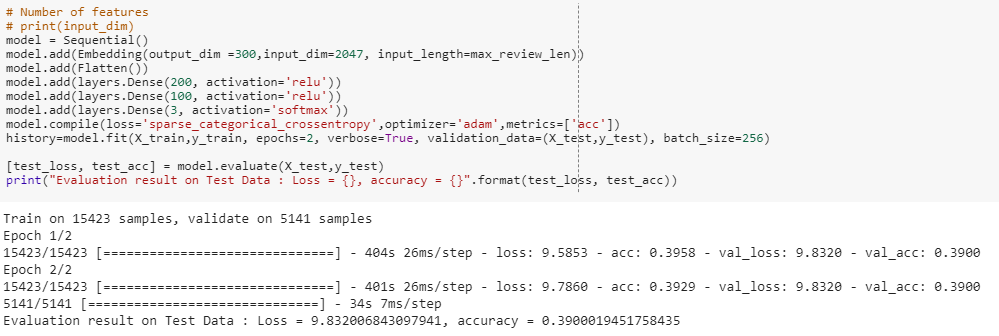 # Number of features
# print(input_dim)
model = Sequential()
model.add(Embedding(output_dim =300,input_dim=2047, input_length=max_review_len))
model.add(Flatten())
model.add(layers.Dense(200, activation='relu'))
model.add(layers.Dense(100, activation='relu'))
model.add(layers.Dense(3, activation='softmax'))
model.compile(loss='sparse_categorical_crossentropy',optimizer='adam',metrics=['acc'])
history=model.fit(X_train,y_train, epochs=2, verbose=True, validation_data=(X_test,y_test), batch_size=256)
[test_loss, test_acc] = model.evaluate(X_test,y_test)
print("Evaluation result on Test Data : Loss = {}, accuracy = {}".format(test_loss, test_acc))
Train on 15423 samples, validate on 5141 samples
Epoch 1/2
15423/15423 [==============================] - 404s 26ms/step - loss: 9.5853 - acc: 0.3958 - val_loss: 9.8320 - val_acc: 0.3900
Epoch 2/2
15423/15423 [==============================] - 401s 26ms/step - loss: 9.7860 - acc: 0.3929 - val_loss: 9.8320 - val_acc: 0.3900
5141/5141 [==============================] - 34s 7ms/step
Evaluation result on Test Data : Loss = 9.832006843097941, accuracy = 0.3900019451758435